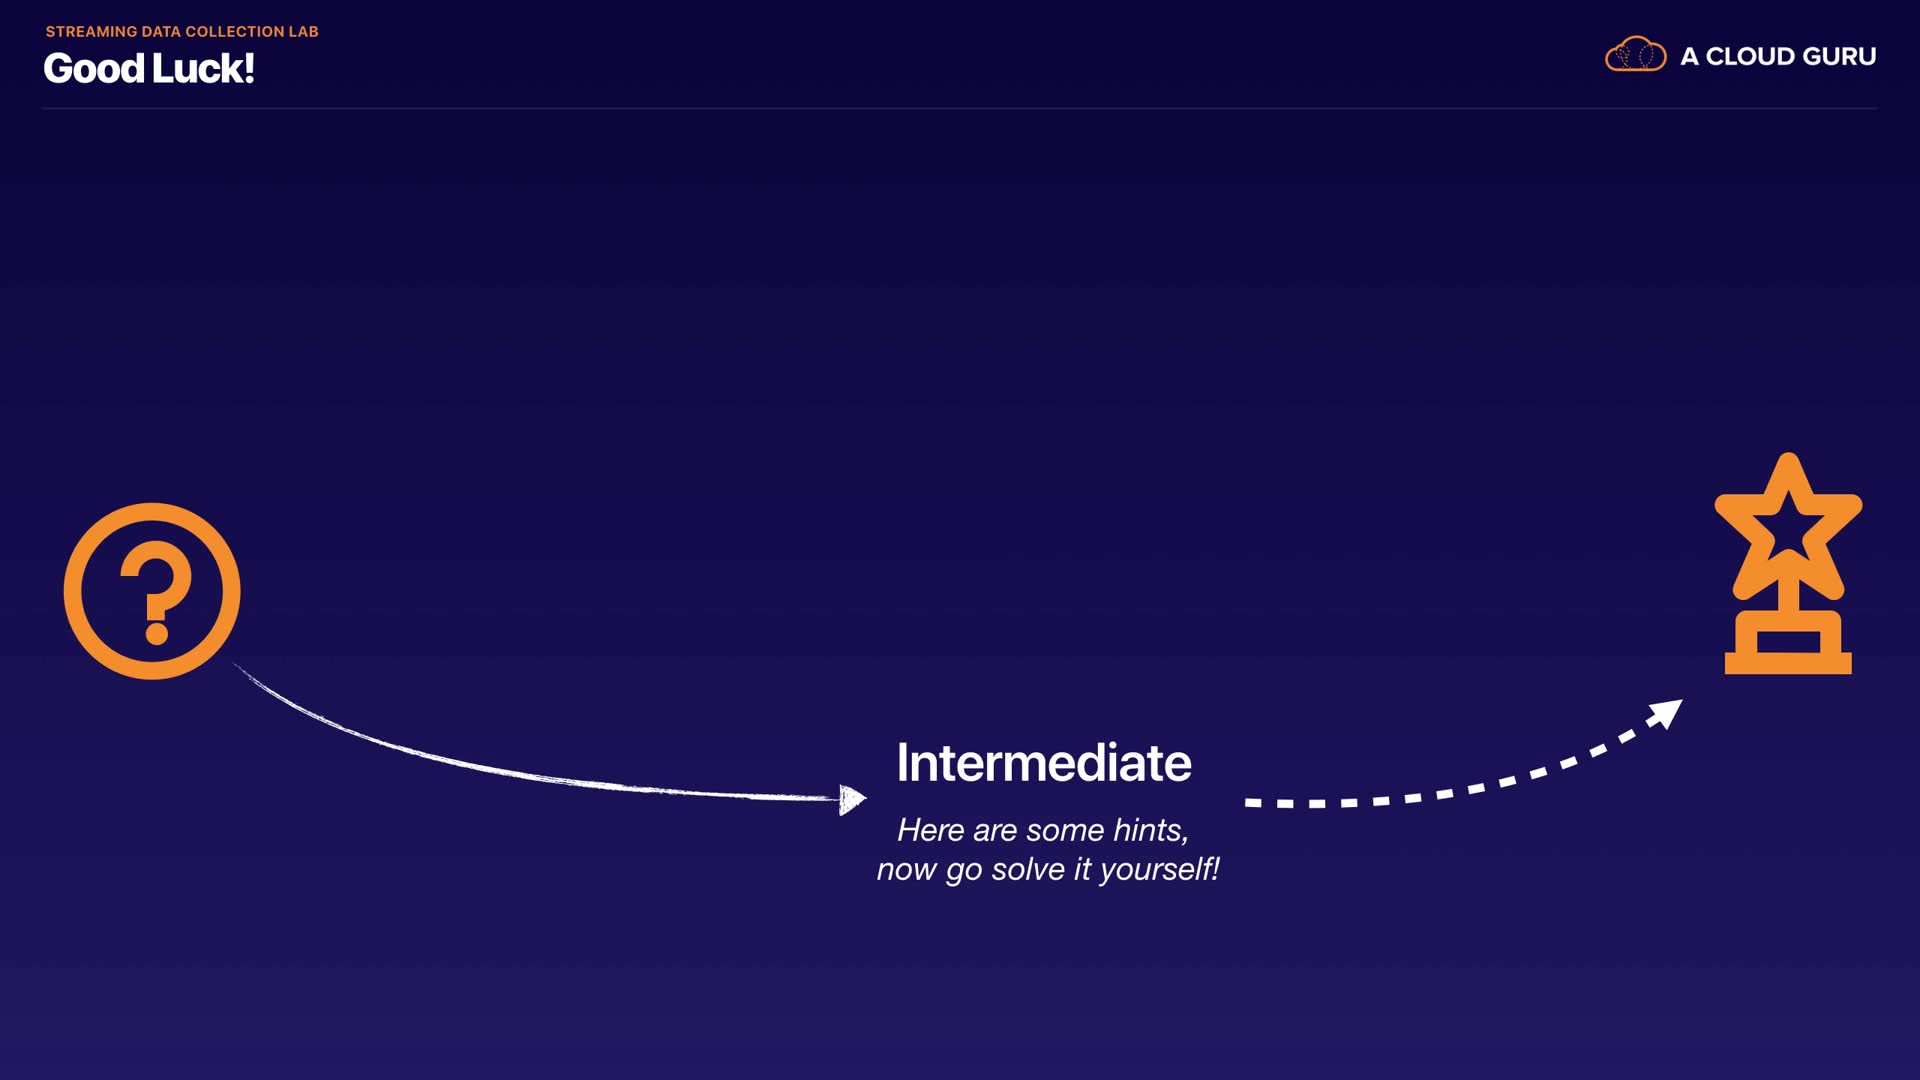 STREAMING DATA COLLECTION LAB
Good Luck!
A CLOUD GURU
Intermediate
Here are some hints,
now go solve it yourself!